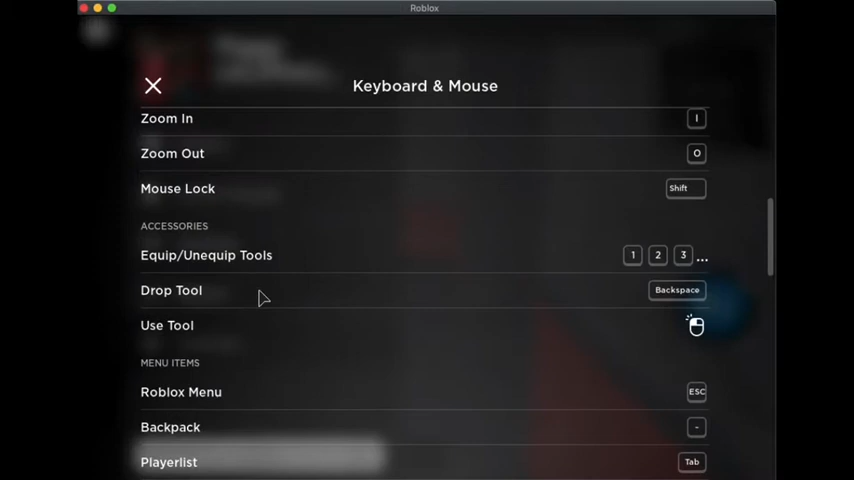 Roblox
Keyboard & Mouse
Zoom In I
Zoom Out O
Mouse Lock Shift
ACCESSORIES
Equip/Unequip Tools 1 2 3 ...
Drop Tool Backspace
Use Tool
MENU ITEMS
Roblox Menu ESC
Backpack -
Playerlist Tab